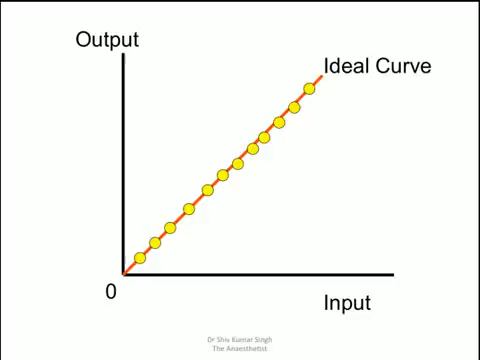 Output
Ideal Curve
0
Input
Dr Shiv Kumar Singh
The Anaesthetist